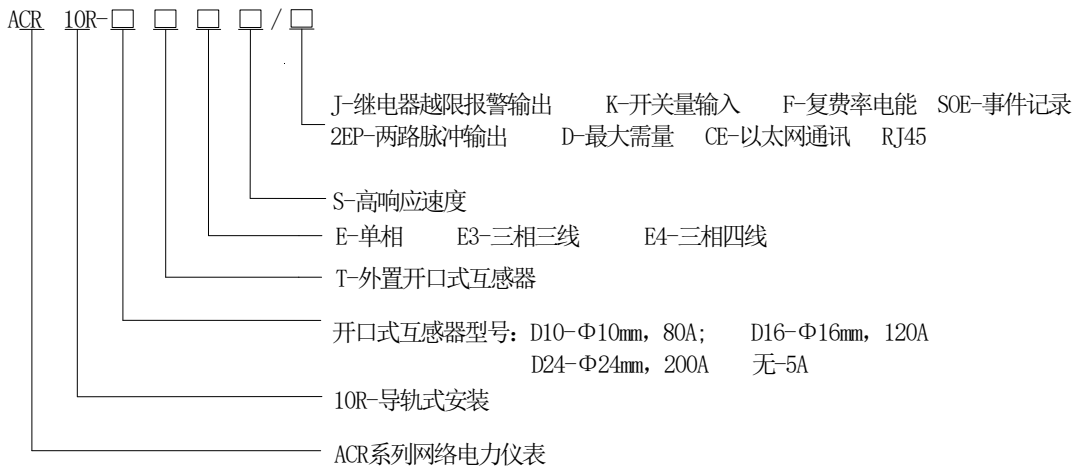 ACR 10R-□ □ □ □ / □
J-继电器越限报警输出 K-开关量输入 F-复费率电能 SOE-事件记录
2EP-两路脉冲输出 D-最大需量 CE-以太网通讯 RJ45
S-高响应速度
E-单相 E3-三相三线 E4-三相四线
T-外置开口式互感器
开口式互感器型号：D10-Φ10mm，80A; D16-Φ16mm，120A
D24-Φ24mm，200A 无-5A
10R-导轨式安装
ACR系列网络电力仪表